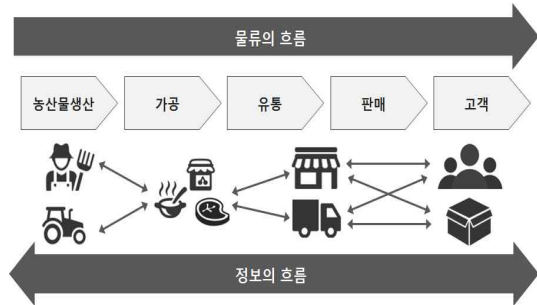 물류의 흐름
농산물생산
가공
유통
판매
고객
정보의 흐름